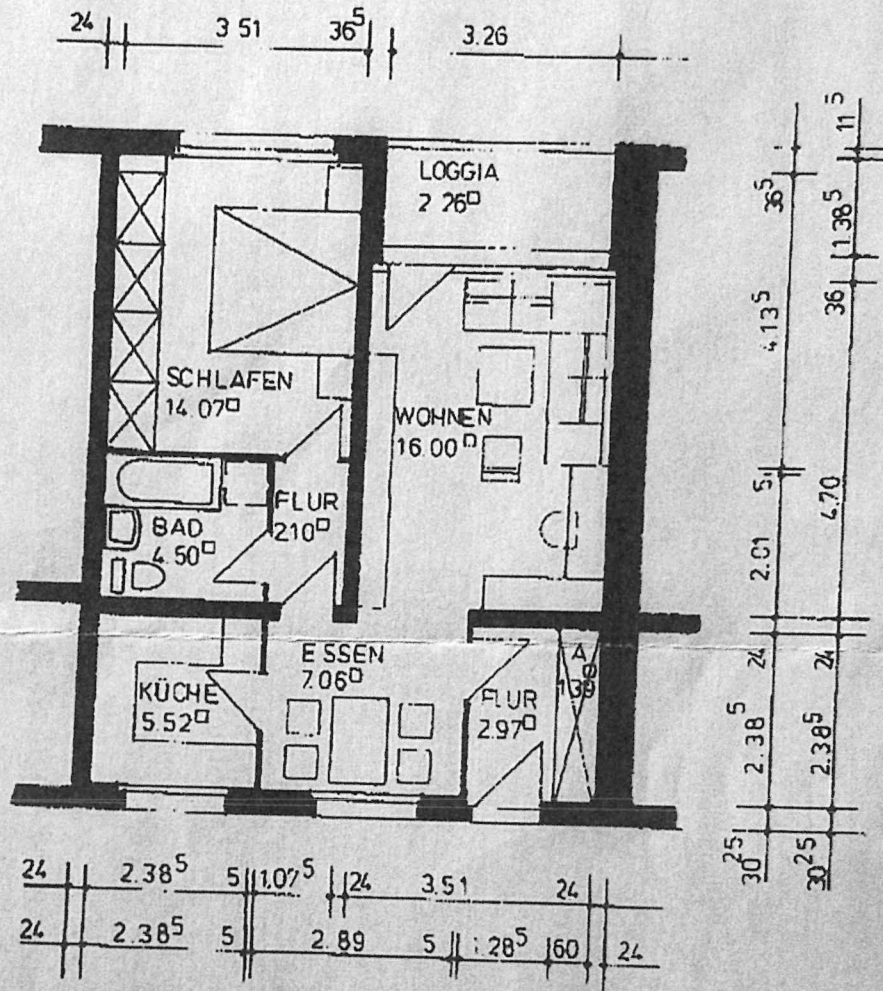 24 3 51 36⁵ 3.26
LOGGIA
2 26□
SCHLAFEN
14.07□
WOHNEN
16.00□
FLUR
2.10□
BAD
4.50□
ESSEN
7.06□
KÜCHE
5.52□
FLUR
2.97□
A
1.39□
36⁵ 4.13⁵ 5 2.01 24 2.38⁵ 30²⁵
11⁵ 1.38⁵ 36 4.70 24 2.38⁵ 30²⁵
24 2.38⁵ 5 1.07⁵ 24 3.51 24
24 2.38⁵ 5 2.89 5 1.28⁵ 60 24